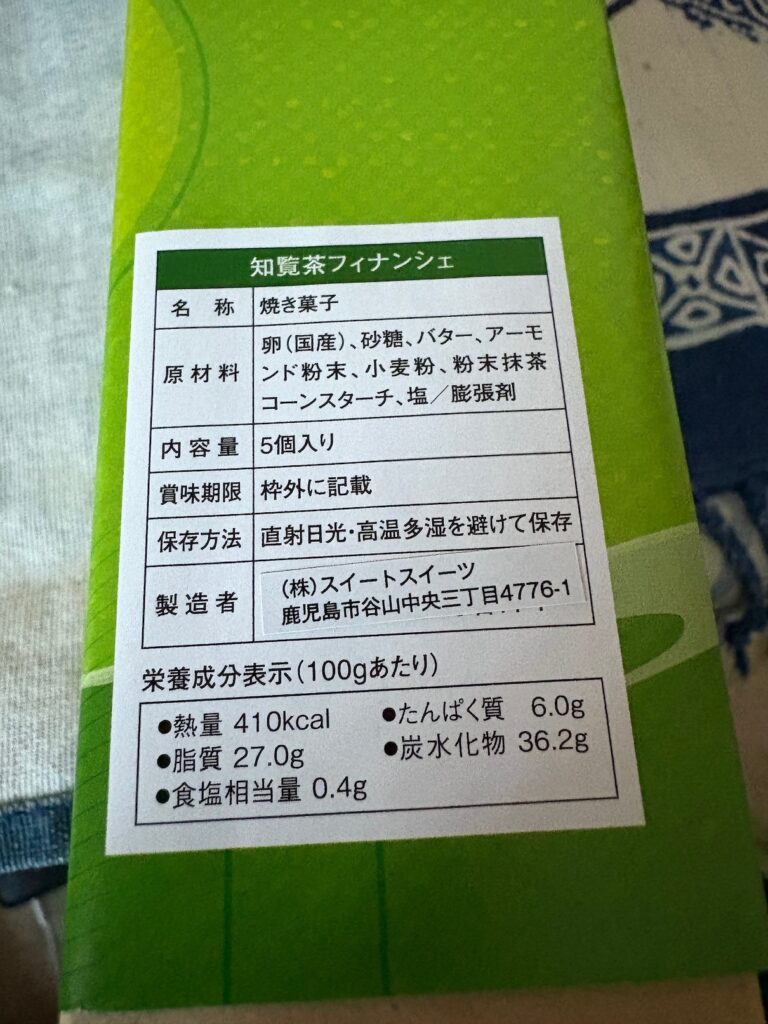 知覧茶フィナンシェ
名称 焼き菓子
原材料 卵(国産)、砂糖、バター、アーモ
ンド粉末、小麦粉、粉末抹茶
コーンスターチ、塩／膨張剤
内容量 5個入り
賞味期限 枠外に記載
保存方法 直射日光・高温多湿を避けて保存
製造者 (株)スイートスイーツ
鹿児島市谷山中央三丁目4776-1
栄養成分表示(100gあたり)
●熱量 410kcal ●たんぱく質 6.0g
●脂質 27.0g ●炭水化物 36.2g
●食塩相当量 0.4g